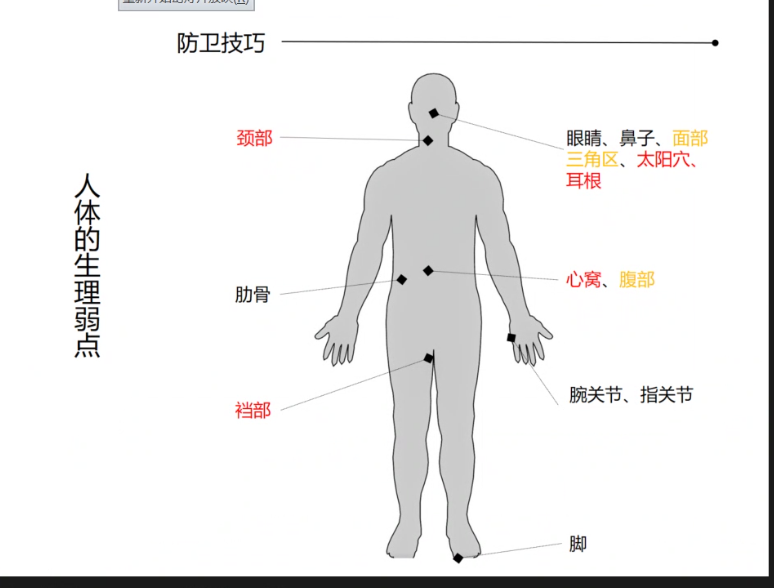 防卫技巧
颈部
眼睛、鼻子、面部
三角区、太阳穴、
耳根
人体的生理弱点
心窝、腹部
肋骨
腕关节、指关节
裆部
脚